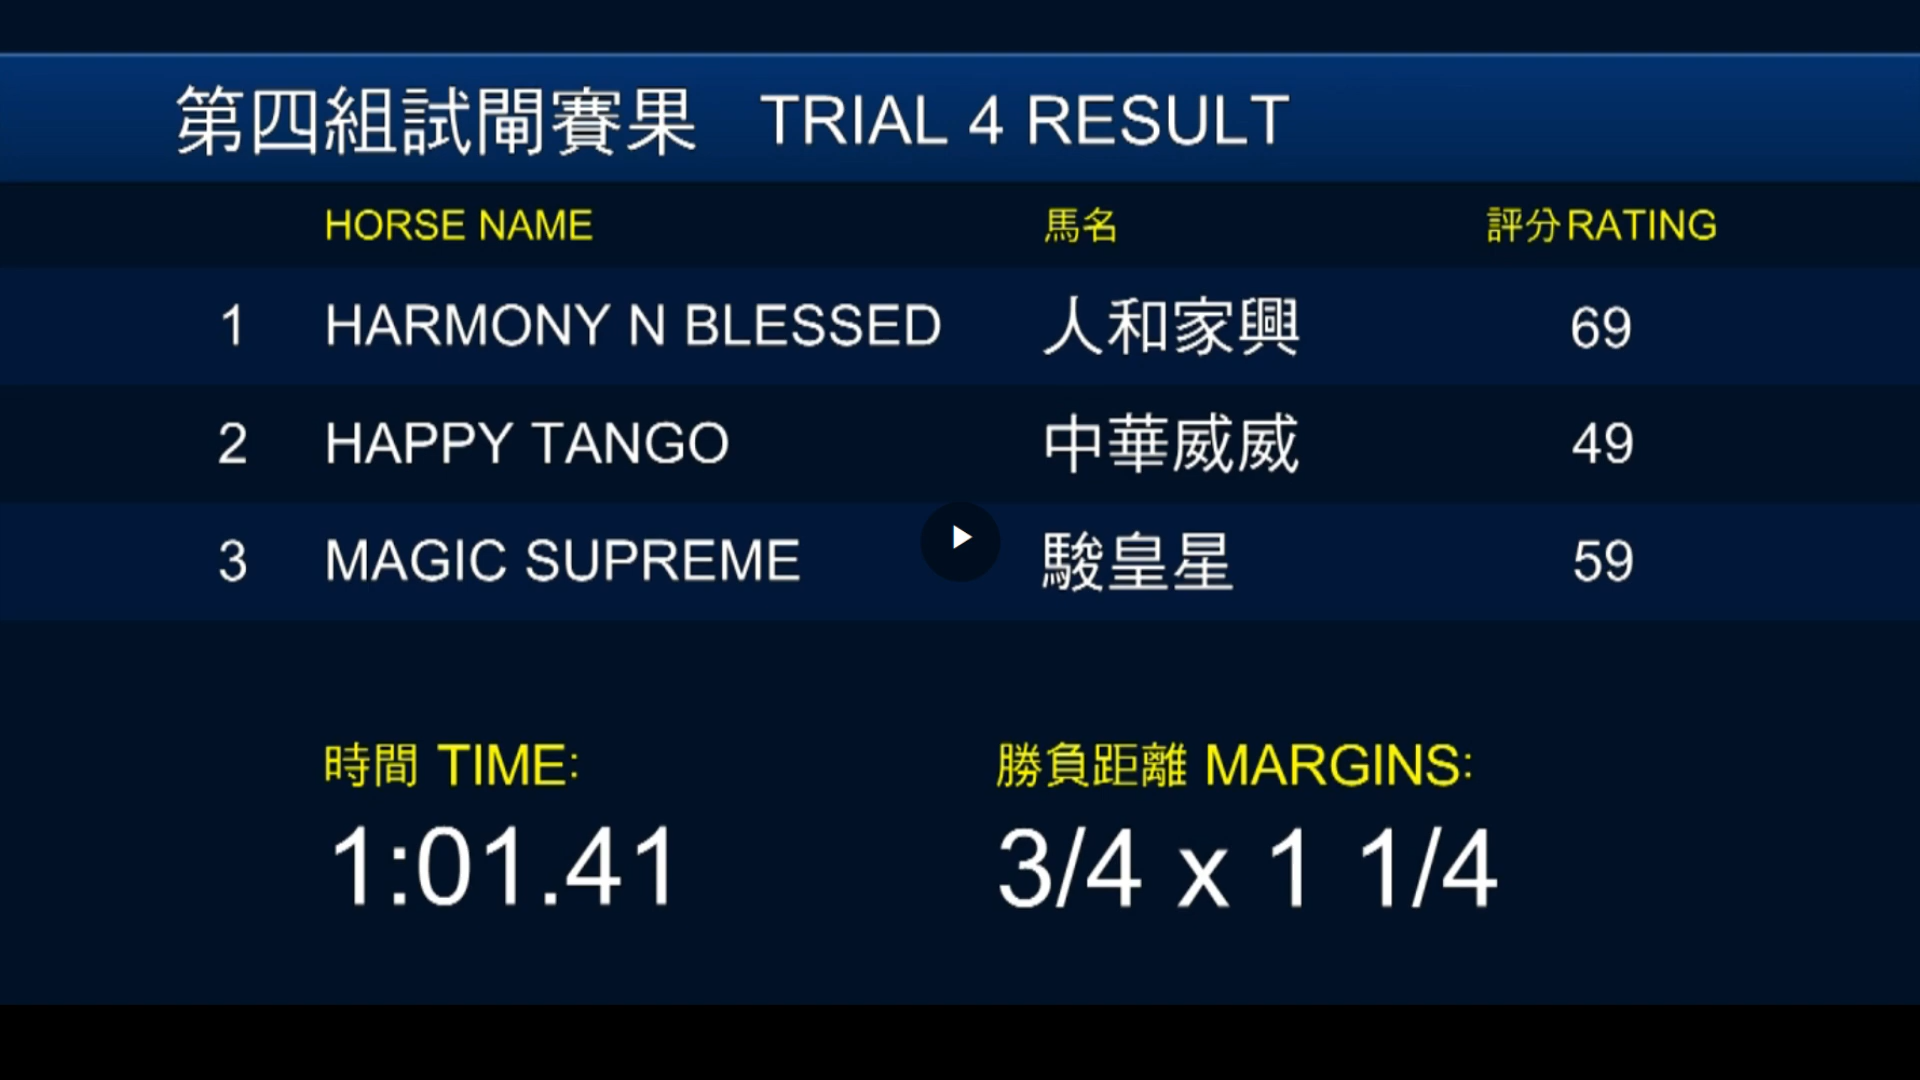 第四組試閘賽果 TRIAL 4 RESULT
HORSE NAME 馬名 評分RATING
1 HARMONY N BLESSED 人和家興 69
2 HAPPY TANGO 中華威威 49
3 MAGIC SUPREME 駿皇星 59
時間 TIME: 勝負距離 MARGINS:
1:01.41 3/4 x 1 1/4